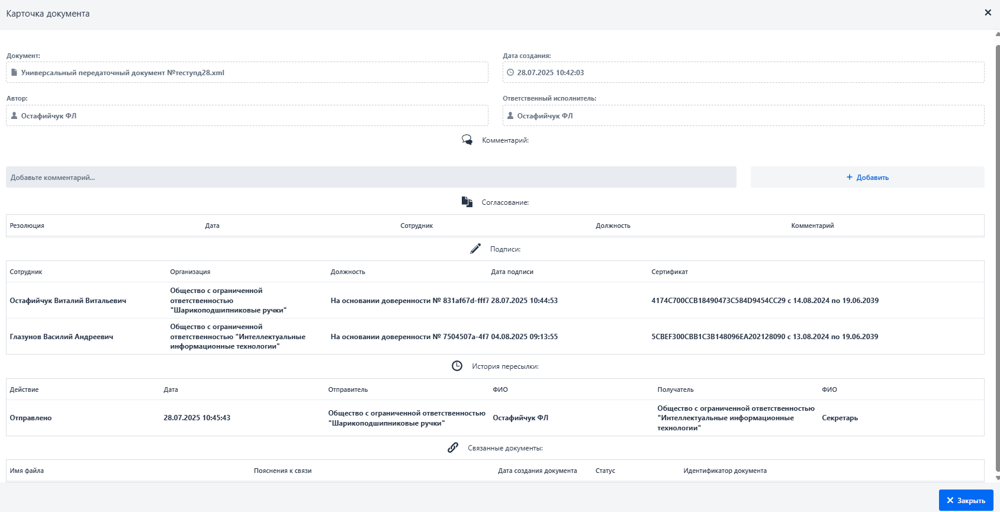 Карточка документа
Документ:
Дата создания:
Универсальный передаточный документ №теступд28.xml
28.07.2025 10:42:03
Автор:
Ответственный исполнитель:
Остафийчук ФЛ
Остафийчук ФЛ
Комментарий:
Добавьте комментарий...
+ Добавить
Согласование:
Резолюция Дата Сотрудник Должность Комментарий
Подписи:
Сотрудник Организация Должность Дата подписи Сертификат
Остафийчук Виталий Витальевич
Общество с ограниченной
ответственностью
"Шарикоподшипниковые ручки"
На основании доверенности № 831af67d-fff7
28.07.2025 10:44:53
4174C700CCB18490473C584D9454CC29 с 14.08.2024 по 19.06.2039
Глазунов Василий Андреевич
Общество с ограниченной
ответственностью "Интеллектуальные
информационные технологии"
На основании доверенности № 7504507a-4f7
04.08.2025 09:13:55
5CBEF300CBB1C3B148096EA202128090 с 13.08.2024 по 19.06.2039
История пересылки:
Действие Дата Отправитель ФИО Получатель ФИО
Отправлено
28.07.2025 10:45:43
Общество с ограниченной ответственностью
"Шарикоподшипниковые ручки"
Остафийчук ФЛ
Общество с ограниченной ответственностью
"Интеллектуальные информационные
технологии"
Секретарь
Связанные документы:
Имя файла Пояснения к связи Дата создания документа Статус Идентификатор документа
Закрыть